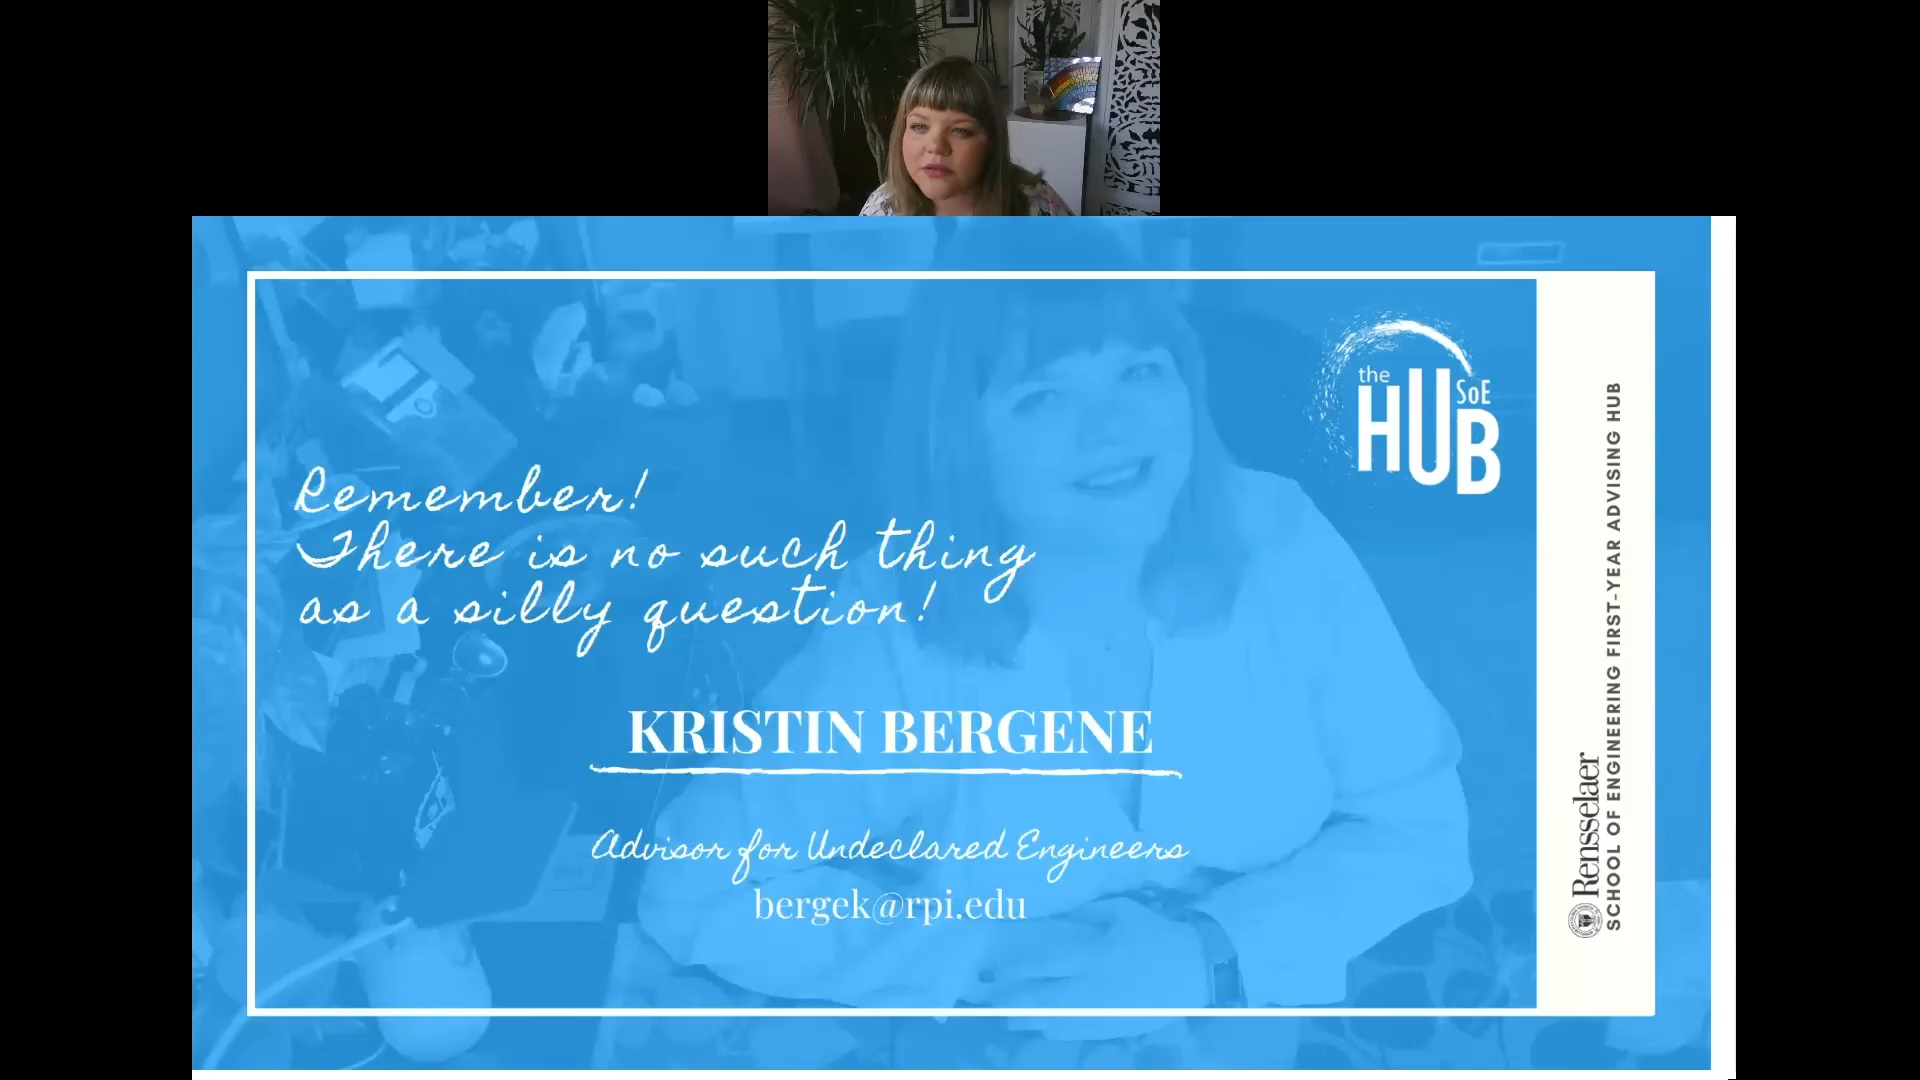 Remember!
There is no such thing
as a silly question!
KRISTIN BERGENE
Advisor for Undeclared Engineers
bergek@rpi.edu
the
HUB
SoE
Rensselaer
SCHOOL OF ENGINEERING FIRST-YEAR ADVISING HUB